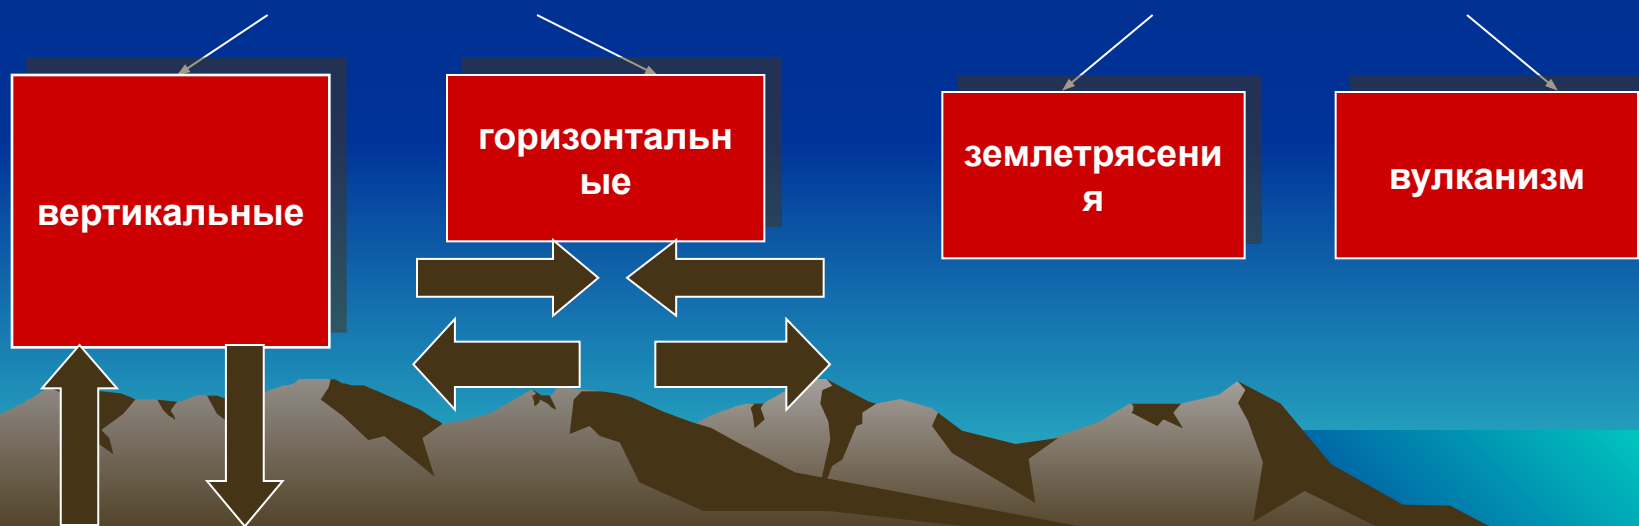 вертикальные
горизонтальн
ые
землетрясени
я
вулканизм